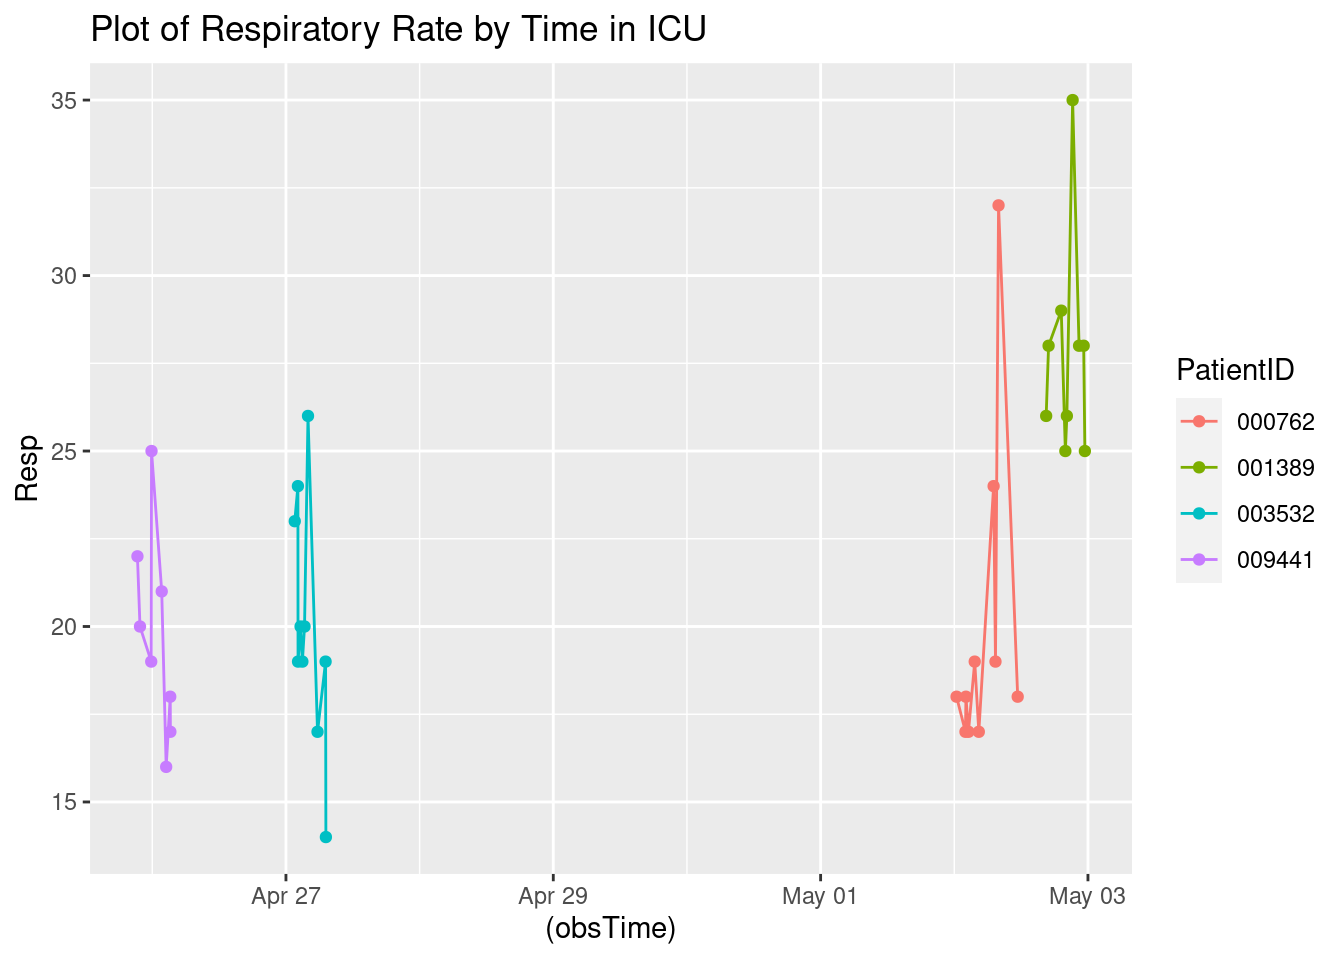 Plot of Respiratory Rate by Time in ICU
35
30
25
20
15
Resp
Apr 27
Apr 29
May 01
May 03
(obsTime)
PatientID
000762
001389
003532
009441